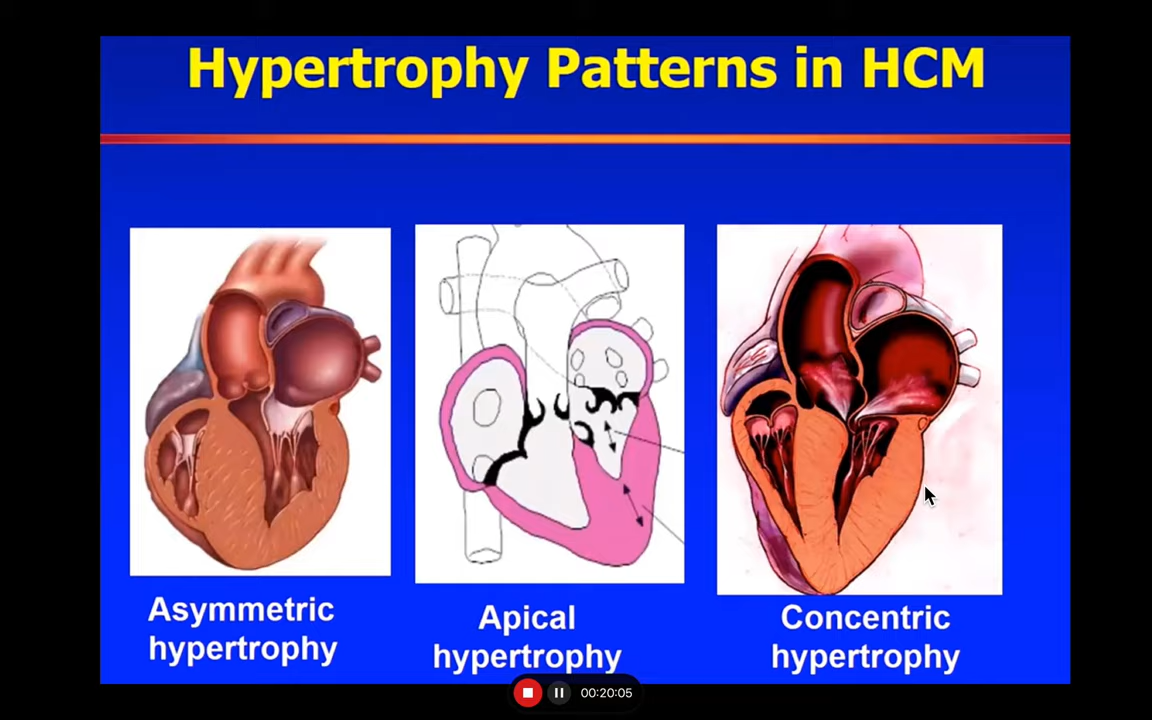 Hypertrophy Patterns in HCM
Asymmetric
hypertrophy
Apical
hypertrophy
Concentric
hypertrophy
00:20:05